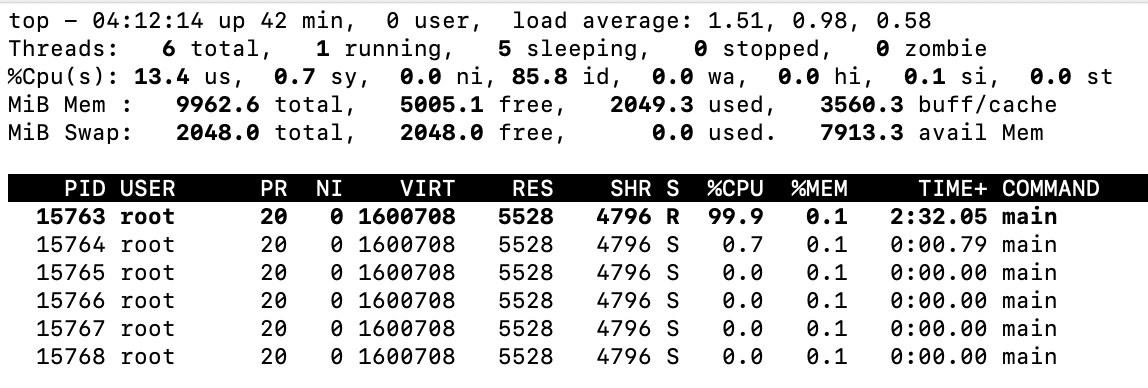 top – 04:12:14 up 42 min,  0 user,  load average: 1.51, 0.98, 0.58
Threads:   6 total,   1 running,   5 sleeping,   0 stopped,   0 zombie
%Cpu(s): 13.4 us,  0.7 sy,  0.0 ni, 85.8 id,  0.0 wa,  0.0 hi,  0.1 si,  0.0 st
MiB Mem :   9962.6 total,   5005.1 free,   2049.3 used,   3560.3 buff/cache
MiB Swap:   2048.0 total,   2048.0 free,      0.0 used.   7913.3 avail Mem
    PID USER      PR  NI    VIRT    RES    SHR S  %CPU  %MEM     TIME+ COMMAND
  15763 root      20   0 1600708   5528   4796 R  99.9   0.1   2:32.05 main
  15764 root      20   0 1600708   5528   4796 S   0.7   0.1   0:00.79 main
  15765 root      20   0 1600708   5528   4796 S   0.0   0.1   0:00.00 main
  15766 root      20   0 1600708   5528   4796 S   0.0   0.1   0:00.00 main
  15767 root      20   0 1600708   5528   4796 S   0.0   0.1   0:00.00 main
  15768 root      20   0 1600708   5528   4796 S   0.0   0.1   0:00.00 main